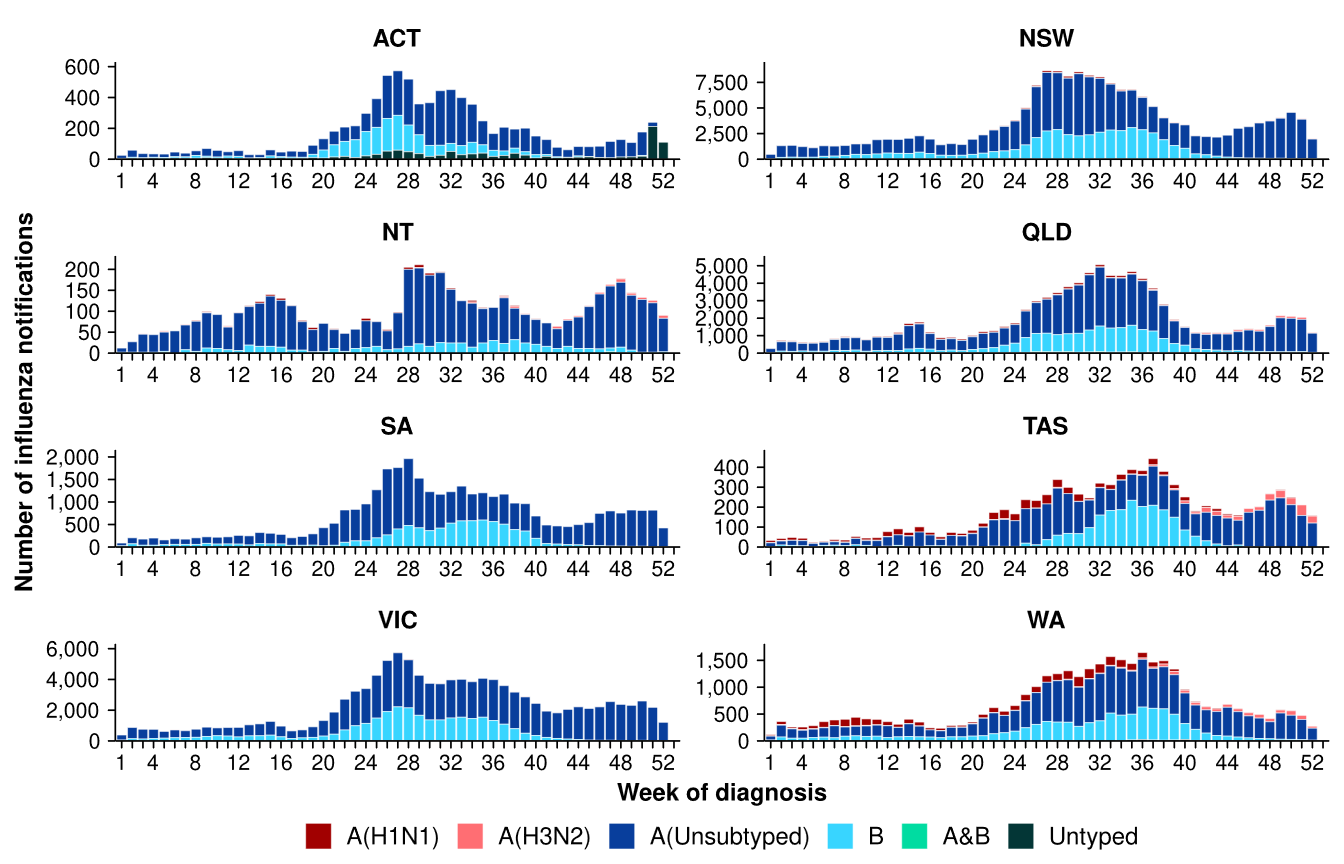 ACT
NSW
600
400
200
0
7,500
5,000
2,500
0
1 4 8 12 16 20 24 28 32 36 40 44 48 52
1 4 8 12 16 20 24 28 32 36 40 44 48 52
NT
QLD
200
150
100
50
0
5,000
4,000
3,000
2,000
1,000
0
1 4 8 12 16 20 24 28 32 36 40 44 48 52
1 4 8 12 16 20 24 28 32 36 40 44 48 52
Number of influenza notifications
SA
TAS
2,000
1,500
1,000
500
0
400
300
200
100
0
1 4 8 12 16 20 24 28 32 36 40 44 48 52
1 4 8 12 16 20 24 28 32 36 40 44 48 52
VIC
WA
6,000
4,000
2,000
0
1,500
1,000
500
0
1 4 8 12 16 20 24 28 32 36 40 44 48 52
1 4 8 12 16 20 24 28 32 36 40 44 48 52
Week of diagnosis
A(H1N1) A(H3N2) A(Unsubtyped) B A&B Untyped